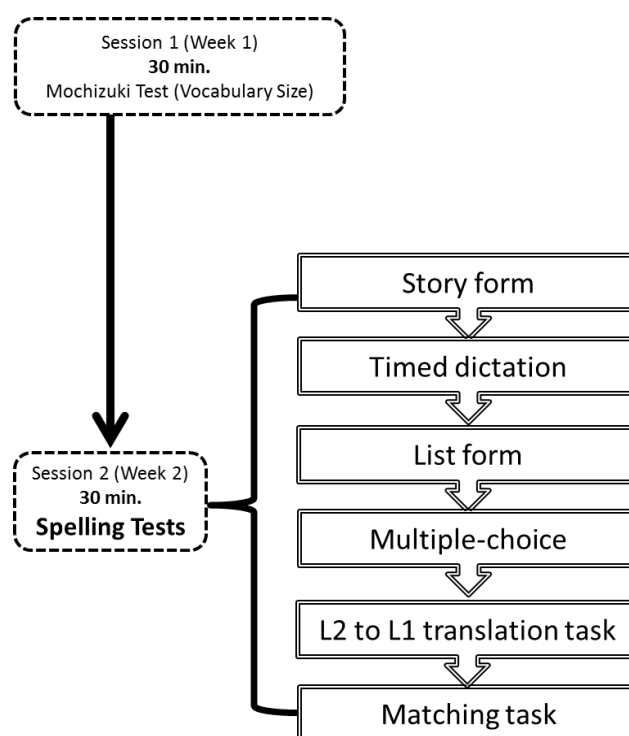 Session 1 (Week 1)
30 min.
Mochizuki Test (Vocabulary Size)
Session 2 (Week 2)
30 min.
Spelling Tests
Story form
Timed dictation
List form
Multiple-choice
L2 to L1 translation task
Matching task